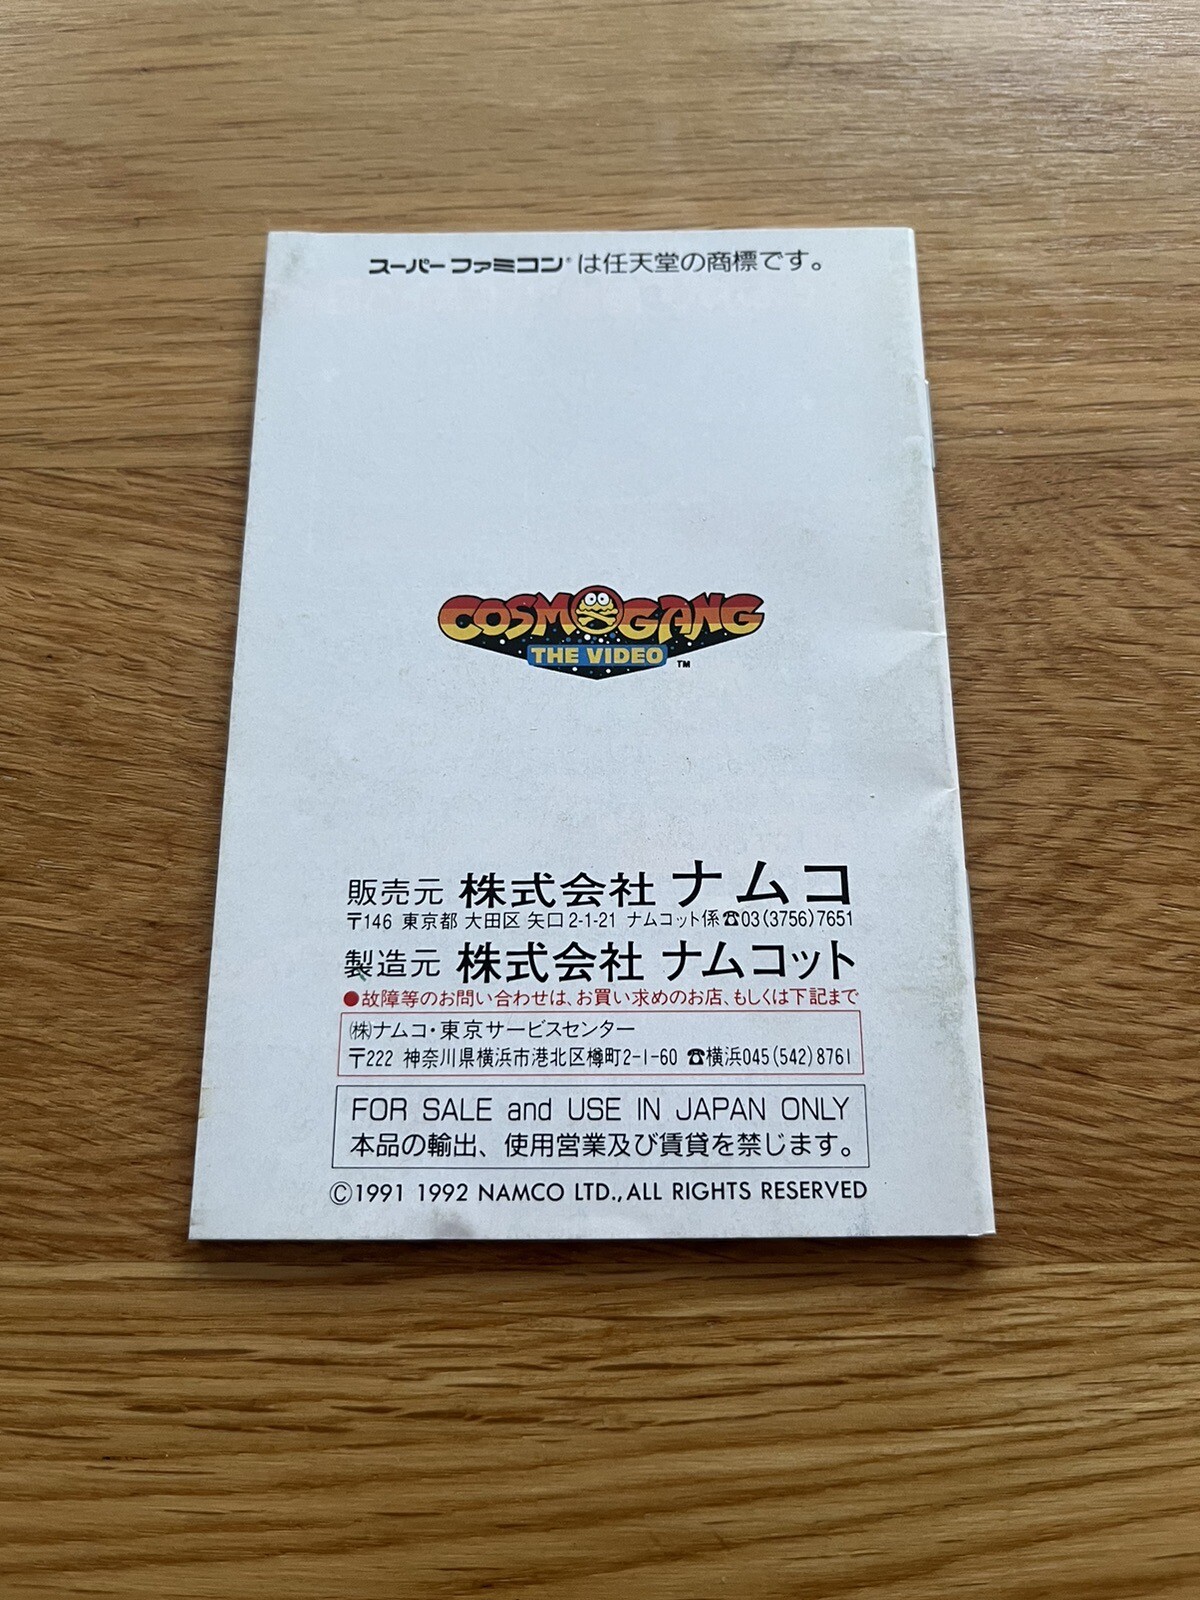 スーパーファミコン®は任天堂の商標です。
COSMOGANG
THE VIDEO
™
販売元 株式会社 ナムコ
〒146 東京都 大田区 矢口2-1-21 ナムコット係☎03(3756)7651
製造元 株式会社 ナムコット
●故障等のお問い合わせは、お買い求めのお店、もしくは下記まで
㈱ナムコ・東京サービスセンター
〒222 神奈川県横浜市港北区樽町2-1-60 ☎横浜045(542)8761
FOR SALE and USE IN JAPAN ONLY
本品の輸出、使用営業及び賃貸を禁じます。
©1991 1992 NAMCO LTD., ALL RIGHTS RESERVED